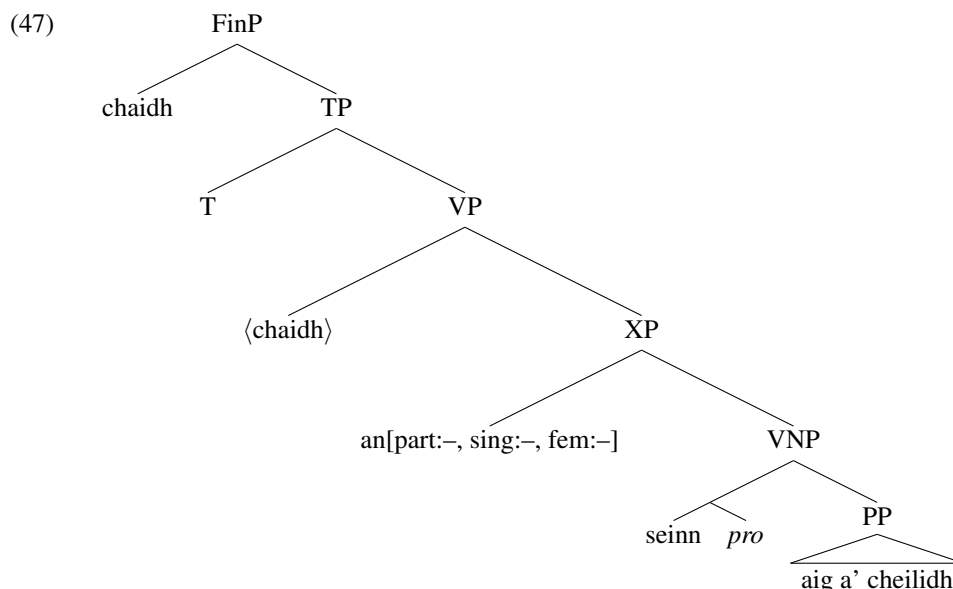 (47) FinP
chaidh TP
T VP
⟨chaidh⟩ XP
an[part:–, sing:–, fem:–] VNP
seinn pro PP
aig a’ cheilidh